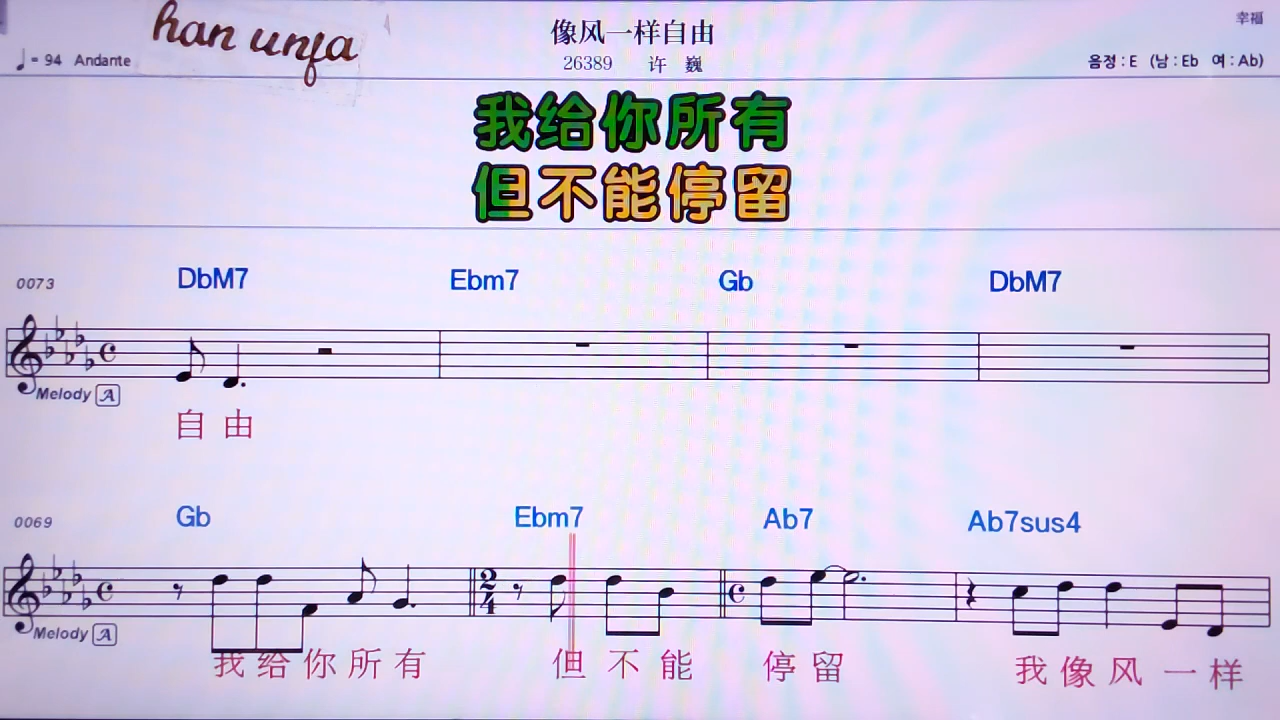 han unja
像风一样自由
幸福
♩= 94 Andante
26389 许 巍
음정 : E (남 : Eb 여 : Ab)
我给你所有
但不能停留
0073 DbM7 Ebm7 Gb DbM7
Melody A
自 由
0069 Gb Ebm7 Ab7 Ab7sus4
2
4
Melody A
我 给 你 所 有 但 不 能 停 留 我 像 风 一 样